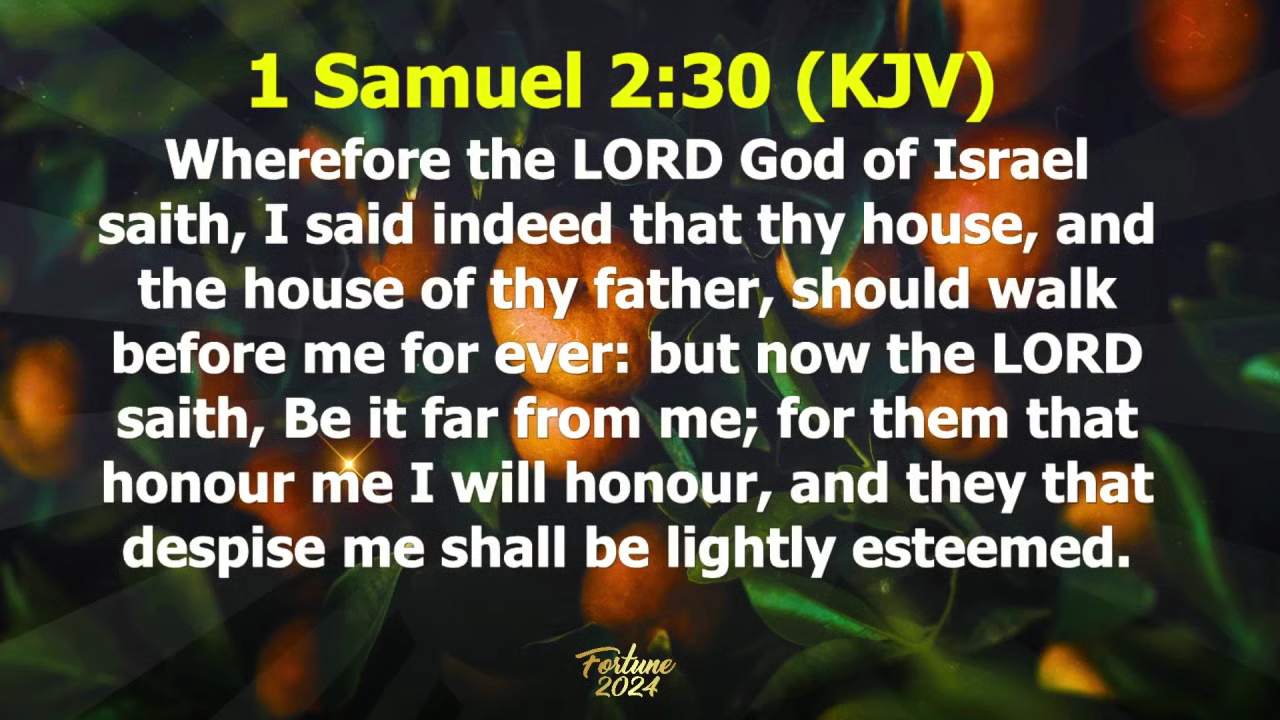 1 Samuel 2:30 (KJV)
Wherefore the LORD God of Israel
saith, I said indeed that thy house, and
the house of thy father, should walk
before me for ever: but now the LORD
saith, Be it far from me; for them that
honour me I will honour, and they that
despise me shall be lightly esteemed.
Fortune
2024